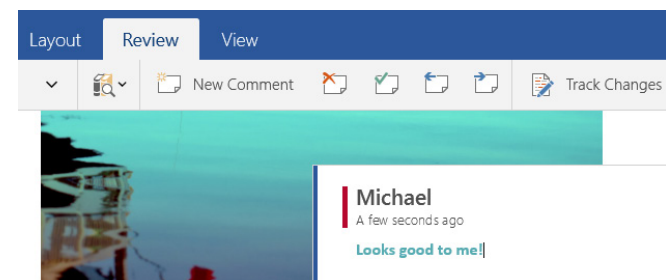 Layout Review View
New Comment Track Changes
Michael
A few seconds ago
Looks good to me!